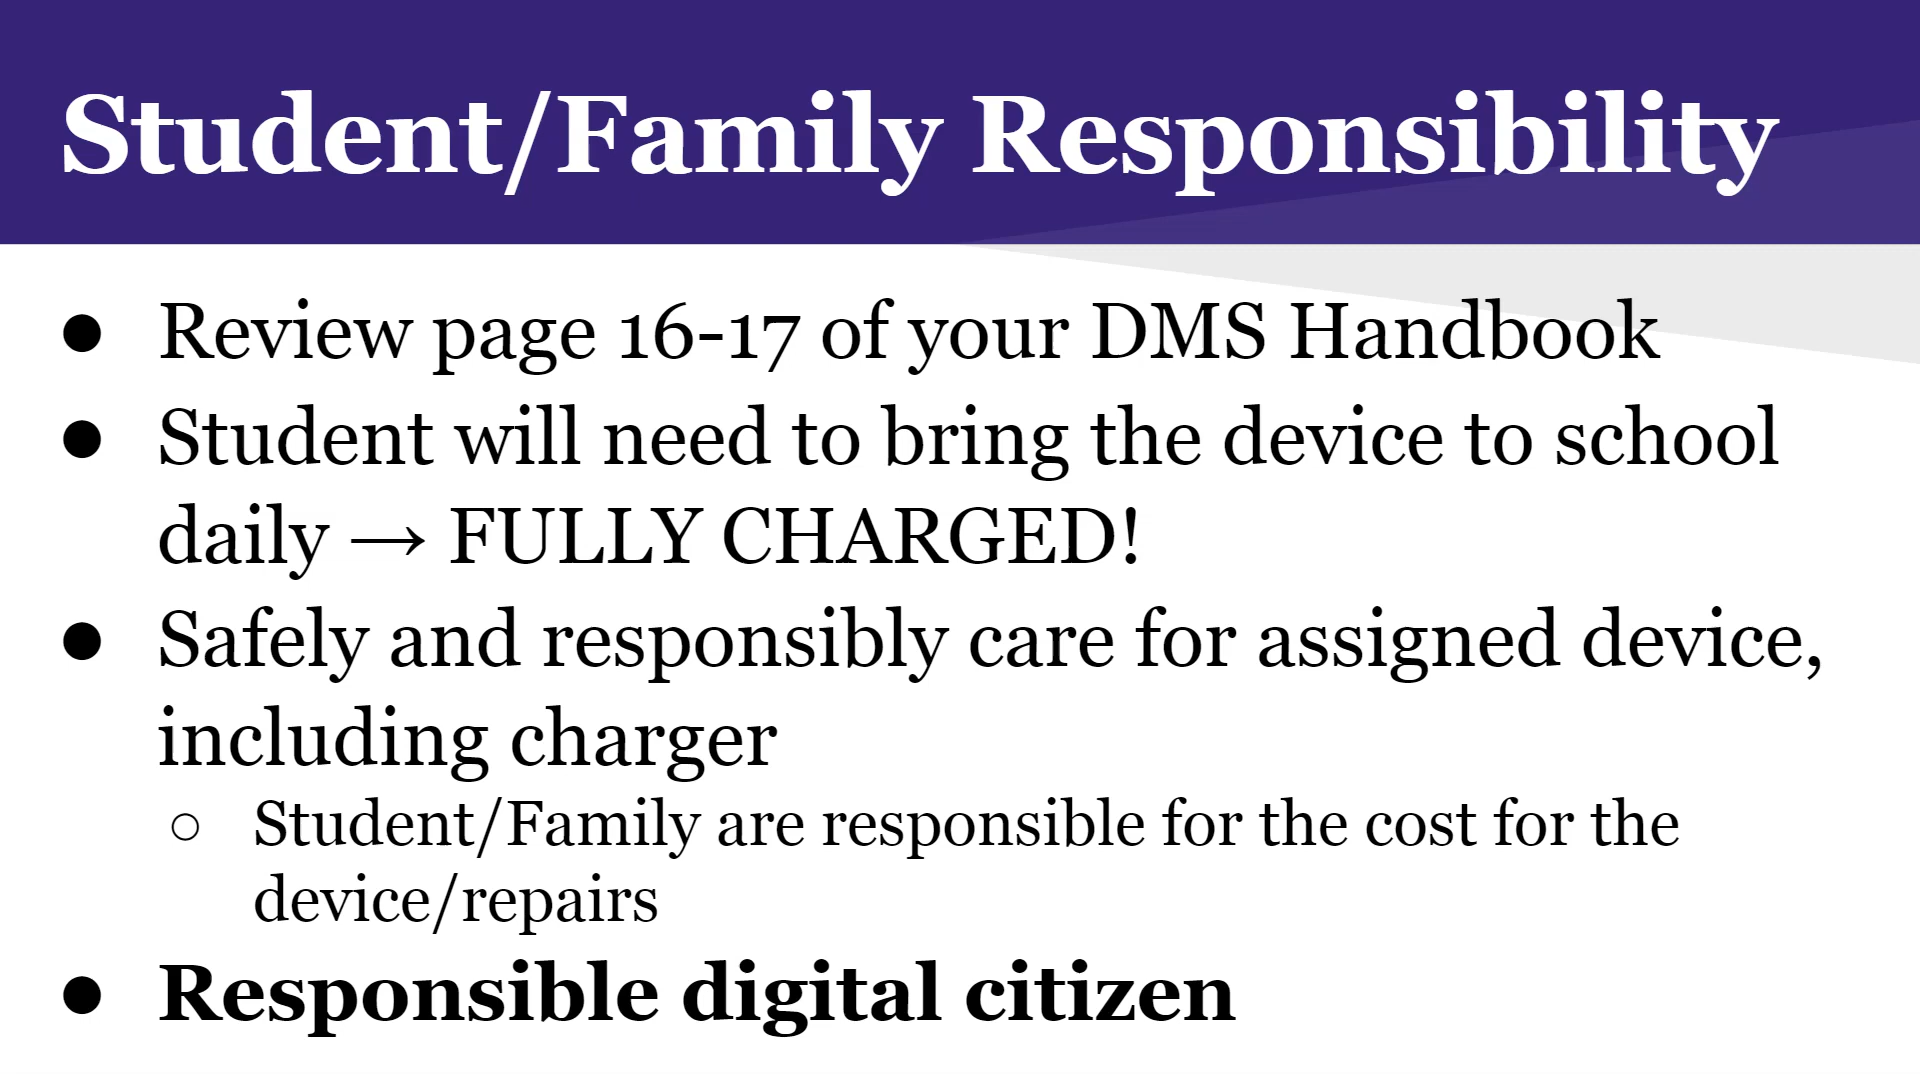 Student/Family Responsibility
● Review page 16-17 of your DMS Handbook
● Student will need to bring the device to school
daily → FULLY CHARGED!
● Safely and responsibly care for assigned device,
including charger
○ Student/Family are responsible for the cost for the
device/repairs
● Responsible digital citizen